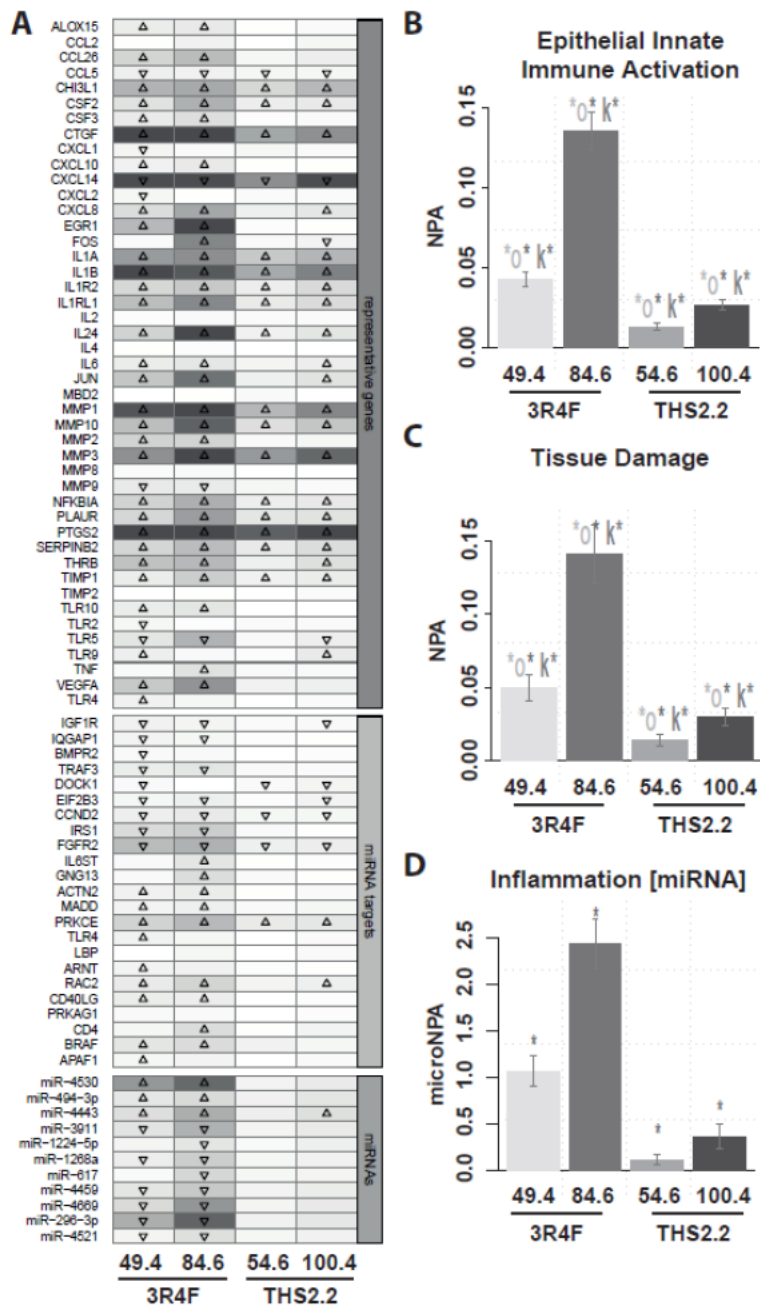 A
ALOX15
CCL2
CCL26
CCL5
CHI3L1
CSF2
CSF3
CTGF
CXCL1
CXCL10
CXCL14
CXCL2
CXCL8
EGR1
FOS
IL1A
IL1B
IL1R2
IL1RL1
IL2
IL24
IL4
IL6
JUN
MBD2
MMP1
MMP10
MMP2
MMP3
MMP8
MMP9
NFKBIA
PLAUR
PTGS2
SERPINB2
THRB
TIMP1
TIMP2
TLR10
TLR2
TLR5
TLR9
TNF
VEGFA
TLR4
representative genes
IGF1R
IQGAP1
BMPR2
TRAF3
DOCK1
EIF2B3
CCND2
IRS1
FGFR2
IL6ST
GNG13
ACTN2
MADD
PRKCE
TLR4
LBP
ARNT
RAC2
CD40LG
PRKAG1
CD4
BRAF
APAF1
miRNA targets
miR-4530
miR-494-3p
miR-4443
miR-3911
miR-1224-5p
miR-1268a
miR-617
miR-4459
miR-4669
miR-296-3p
miR-4521
miRNAs
49.4 84.6 54.6 100.4
3R4F THS2.2
B
Epithelial Innate
Immune Activation
NPA
0.15
0.10
0.05
0.00
*O* k*
*O* k*
*O* k*
*O* k*
49.4 84.6 54.6 100.4
3R4F THS2.2
C
Tissue Damage
NPA
0.15
0.10
0.05
0.00
*O* k*
*O* k*
*O* k*
*O* k*
49.4 84.6 54.6 100.4
3R4F THS2.2
D
Inflammation [miRNA]
microNPA
2.5
2.0
1.5
1.0
0.5
0.0
*
*
*
*
49.4 84.6 54.6 100.4
3R4F THS2.2